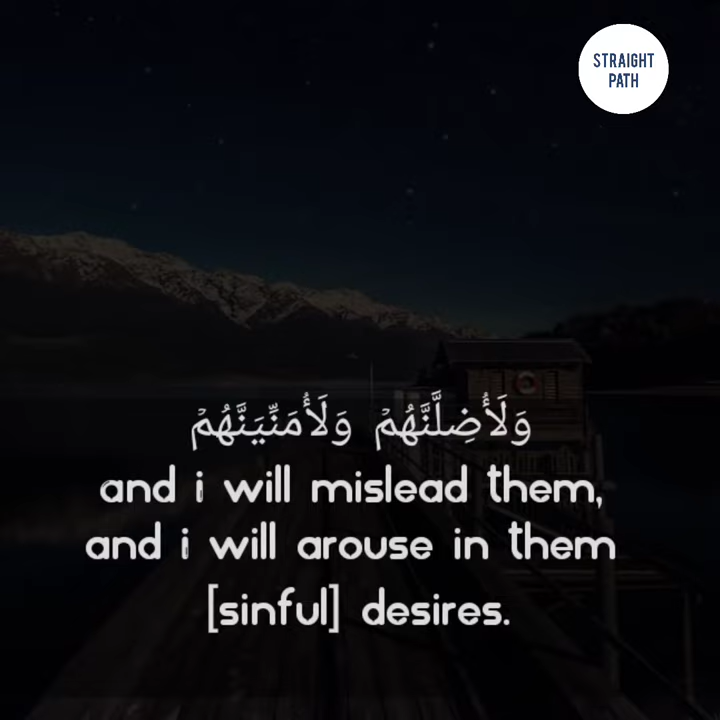 STRAIGHT
PATH
وَلَأُضِلَّنَّهُمْ وَلَأُمَنِّيَنَّهُمْ
and i will mislead them,
and i will arouse in them
[sinful] desires.